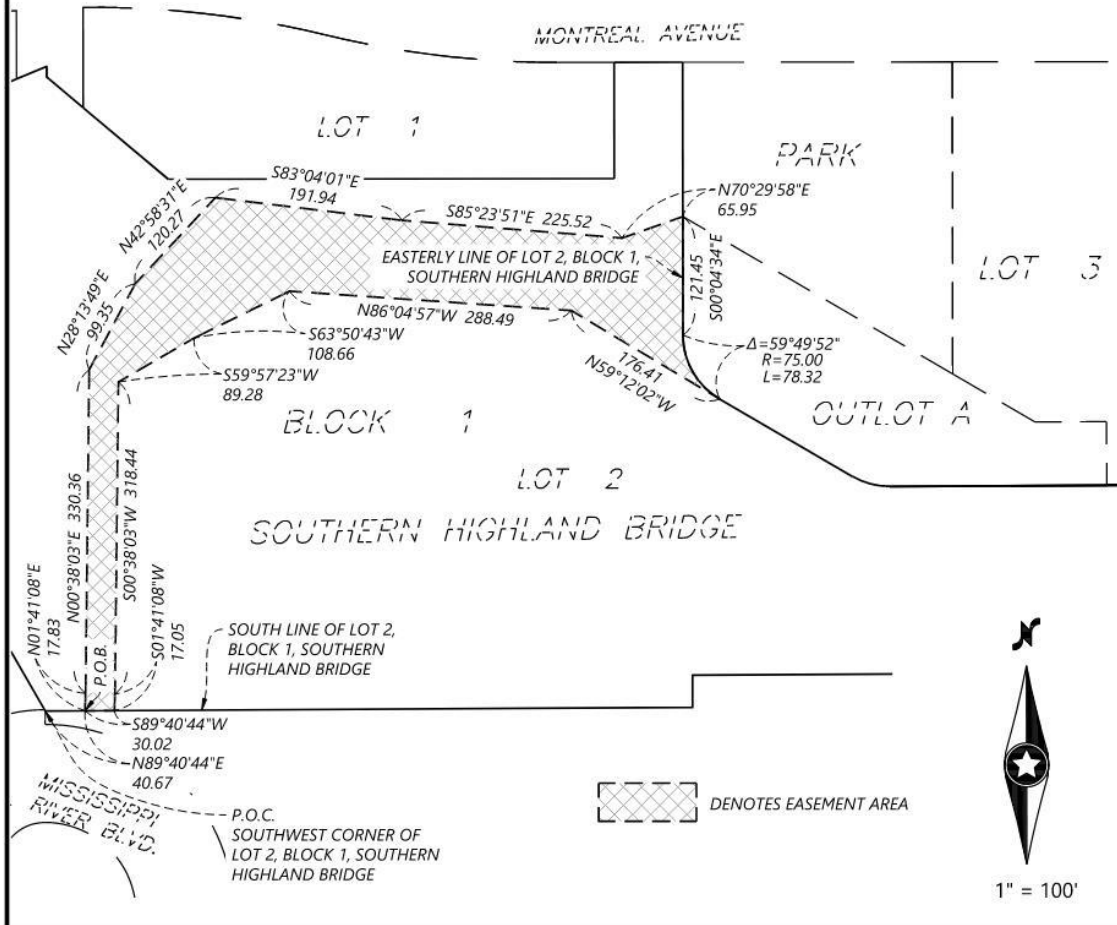 MONTREAL AVENUE
LOT 1
PARK
S83°04'01"E
191.94
N70°29'58"E
65.95
N42°58'31"E
120.27
S85°23'51"E 225.52
EASTERLY LINE OF LOT 2, BLOCK 1,
SOUTHERN HIGHLAND BRIDGE
121.45
S00°04'34"E
LOT 3
N28°13'49"E
99.35
N86°04'57"W 288.49
S63°50'43"W
108.66
Δ=59°49'52"
R=75.00
L=78.32
176.41
N59°12'02"W
S59°57'23"W
89.28
BLOCK 1
OUTLOT A
LOT 2
SOUTHERN HIGHLAND BRIDGE
N00°38'03"E 330.36
S00°38'03"W 318.44
N01°41'08"E
17.83
P.O.B.
S01°41'08"W
17.05
SOUTH LINE OF LOT 2,
BLOCK 1, SOUTHERN
HIGHLAND BRIDGE
N
S89°40'44"W
30.02
N89°40'44"E
40.67
MISSISSIPPI
RIVER BLVD.
P.O.C.
SOUTHWEST CORNER OF
LOT 2, BLOCK 1, SOUTHERN
HIGHLAND BRIDGE
DENOTES EASEMENT AREA
1" = 100'